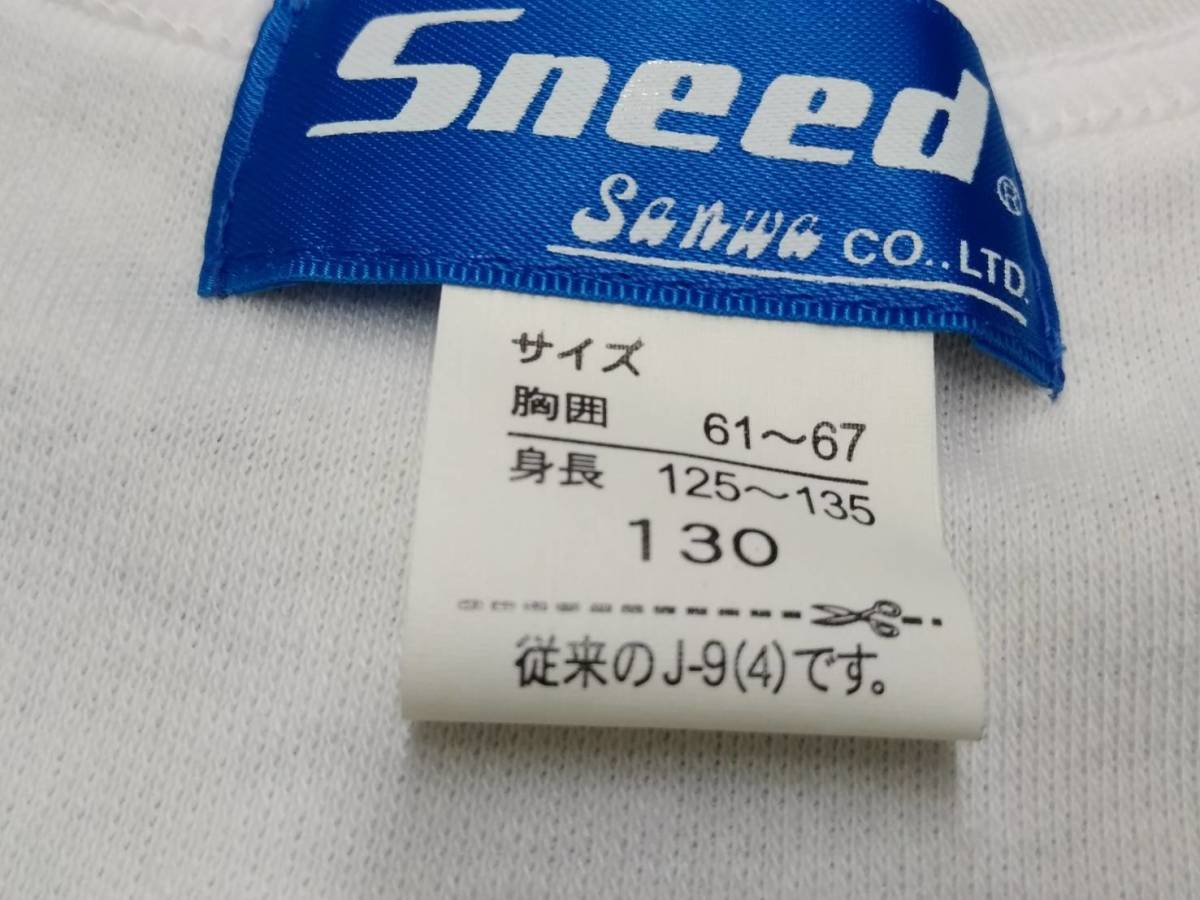 Sneed®
Sanwa CO..LTD.
サイズ
胸囲 61～67
身長 125～135
130
従来のJ-9(4)です。